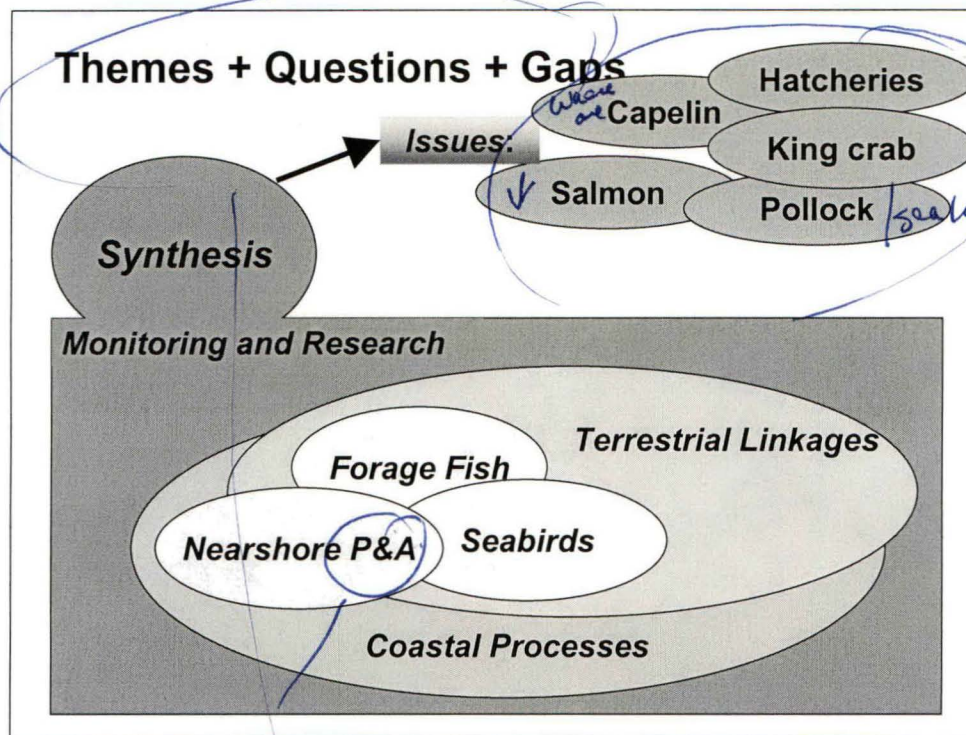 Themes + Questions + Gaps
Hatcheries
where are Capelin
Issues:
King crab
↓ Salmon
Pollock
Synthesis
Monitoring and Research
Terrestrial Linkages
Forage Fish
Nearshore P&A
Seabirds
Coastal Processes